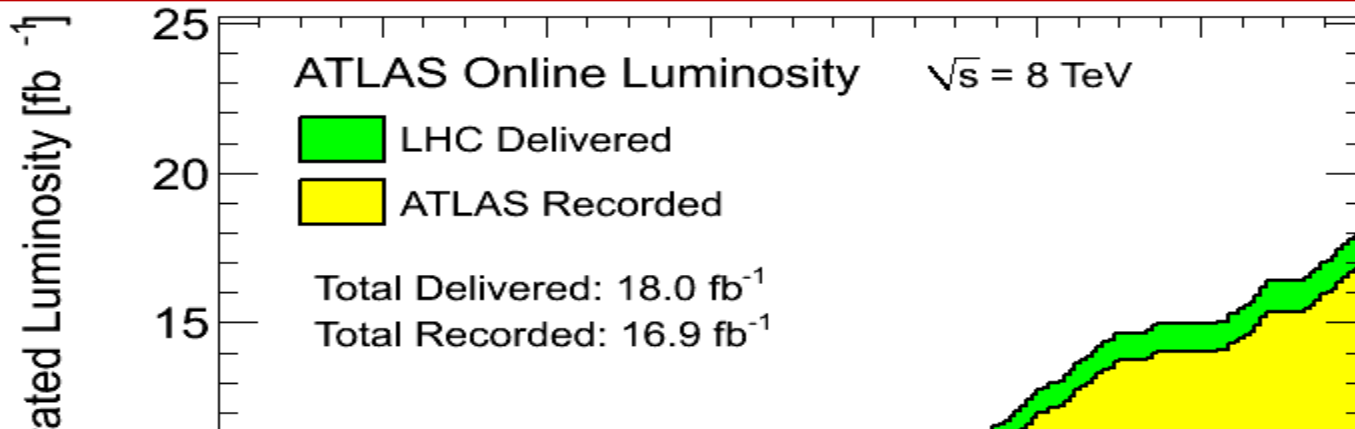 25
ATLAS Online Luminosity √s = 8 TeV
LHC Delivered
20
ATLAS Recorded
Total Delivered: 18.0 fb⁻¹
15
Total Recorded: 16.9 fb⁻¹
Luminosity [fb ⁻¹]